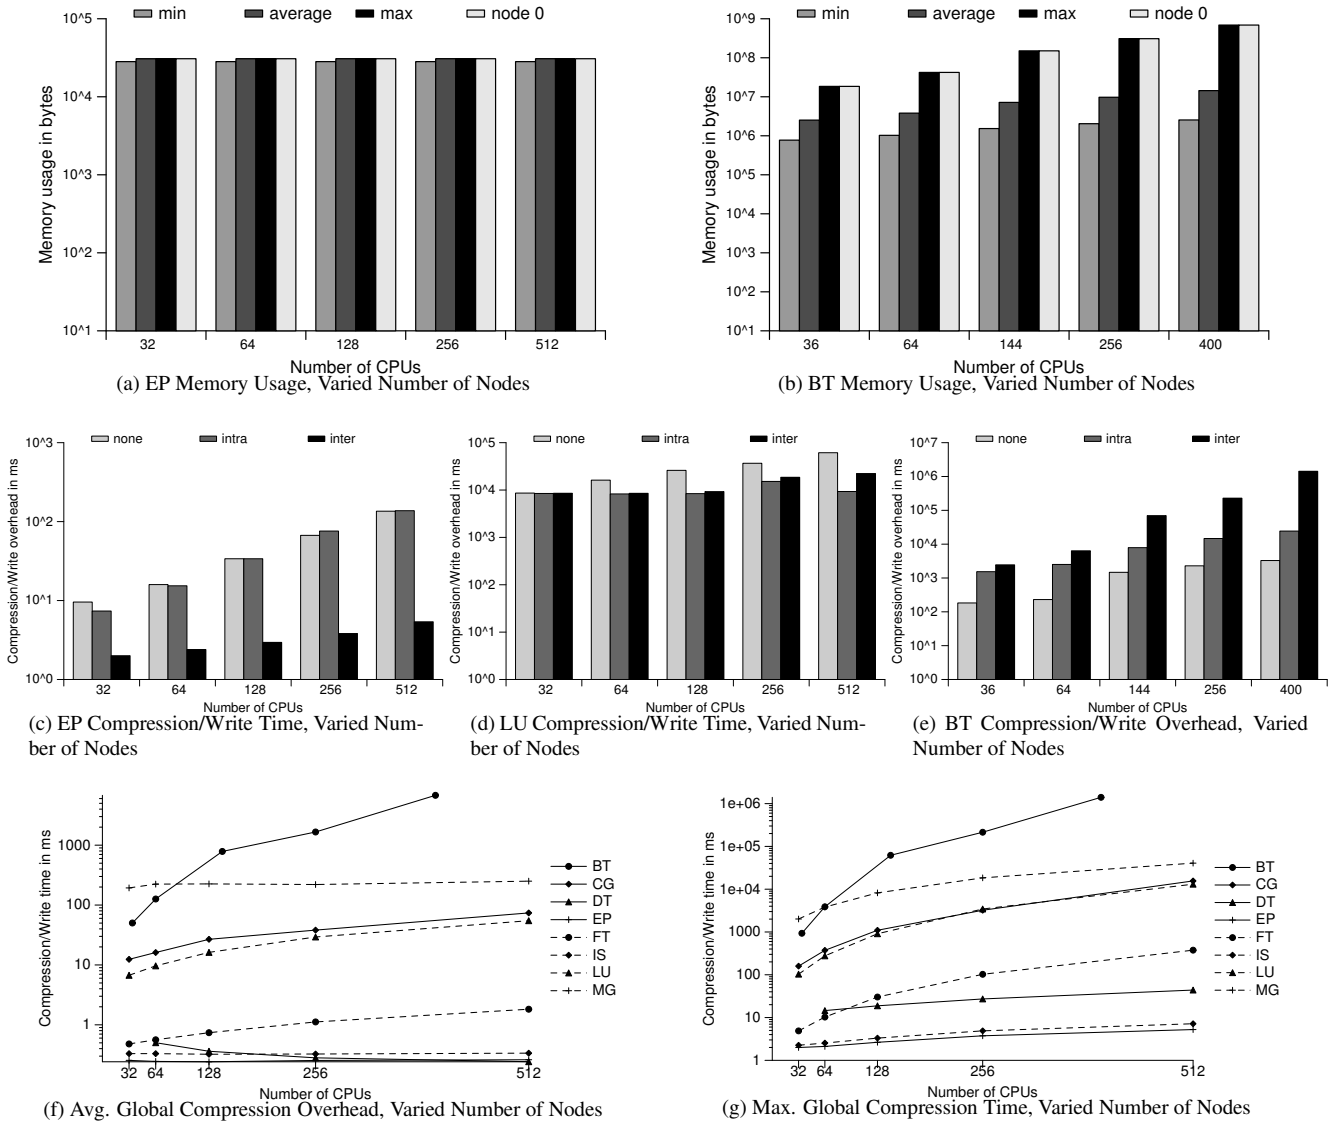 min average max node 0
10^5
10^4
10^3
10^2
10^1
Memory usage in bytes
32 64 128 256 512
Number of CPUs
(a) EP Memory Usage, Varied Number of Nodes
min average max node 0
10^9
10^8
10^7
10^6
10^5
10^4
10^3
10^2
10^1
Memory usage in bytes
36 64 144 256 400
Number of CPUs
(b) BT Memory Usage, Varied Number of Nodes
none intra inter
10^3
10^2
10^1
10^0
Compression/Write overhead in ms
32 64 128 256 512
Number of CPUs
(c) EP Compression/Write Time, Varied Num-
ber of Nodes
none intra inter
10^5
10^4
10^3
10^2
10^1
10^0
Compression/Write overhead in ms
32 64 128 256 512
Number of CPUs
(d) LU Compression/Write Time, Varied Num-
ber of Nodes
none intra inter
10^7
10^6
10^5
10^4
10^3
10^2
10^1
10^0
Compression/Write overhead in ms
36 64 144 256 400
Number of CPUs
(e) BT Compression/Write Overhead, Varied
Number of Nodes
1000
100
10
1
Compression/Write time in ms
32 64 128 256 512
Number of CPUs
BT
CG
DT
EP
FT
IS
LU
MG
(f) Avg. Global Compression Overhead, Varied Number of Nodes
1e+06
1e+05
1e+04
1000
100
10
1
Compression/Write time in ms
32 64 128 256 512
Number of CPUs
BT
CG
DT
EP
FT
IS
LU
MG
(g) Max. Global Compression Time, Varied Number of Nodes